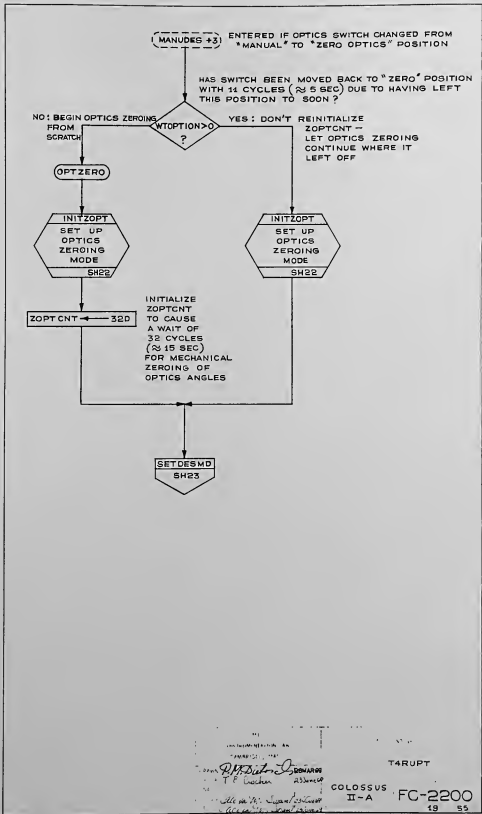 MANUDES +3
ENTERED IF OPTICS SWITCH CHANGED FROM
"MANUAL" TO "ZERO OPTICS" POSITION
HAS SWITCH BEEN MOVED BACK TO "ZERO" POSITION
WITH 11 CYCLES (≈ 5 SEC) DUE TO HAVING LEFT
THIS POSITION TO SOON ?
NO: BEGIN OPTICS ZEROING
FROM
SCRATCH
WTOPTION>0
?
YES: DON'T REINITIALIZE
ZOPTCNT —
LET OPTICS ZEROING
CONTINUE WHERE IT
LEFT OFF
OPTZERO
INITZOPT
SET UP
OPTICS
ZEROING
MODE
SH22
INITZOPT
SET UP
OPTICS
ZEROING
MODE
SH22
ZOPTCNT ← 32D
INITIALIZE
ZOPTCNT
TO CAUSE
A WAIT OF
32 CYCLES
(≈ 15 SEC)
FOR MECHANICAL
ZEROING OF
OPTICS ANGLES
SETDESMD
SH23
T4RUPT
COLOSSUS
II-A
FC-2200
19 55